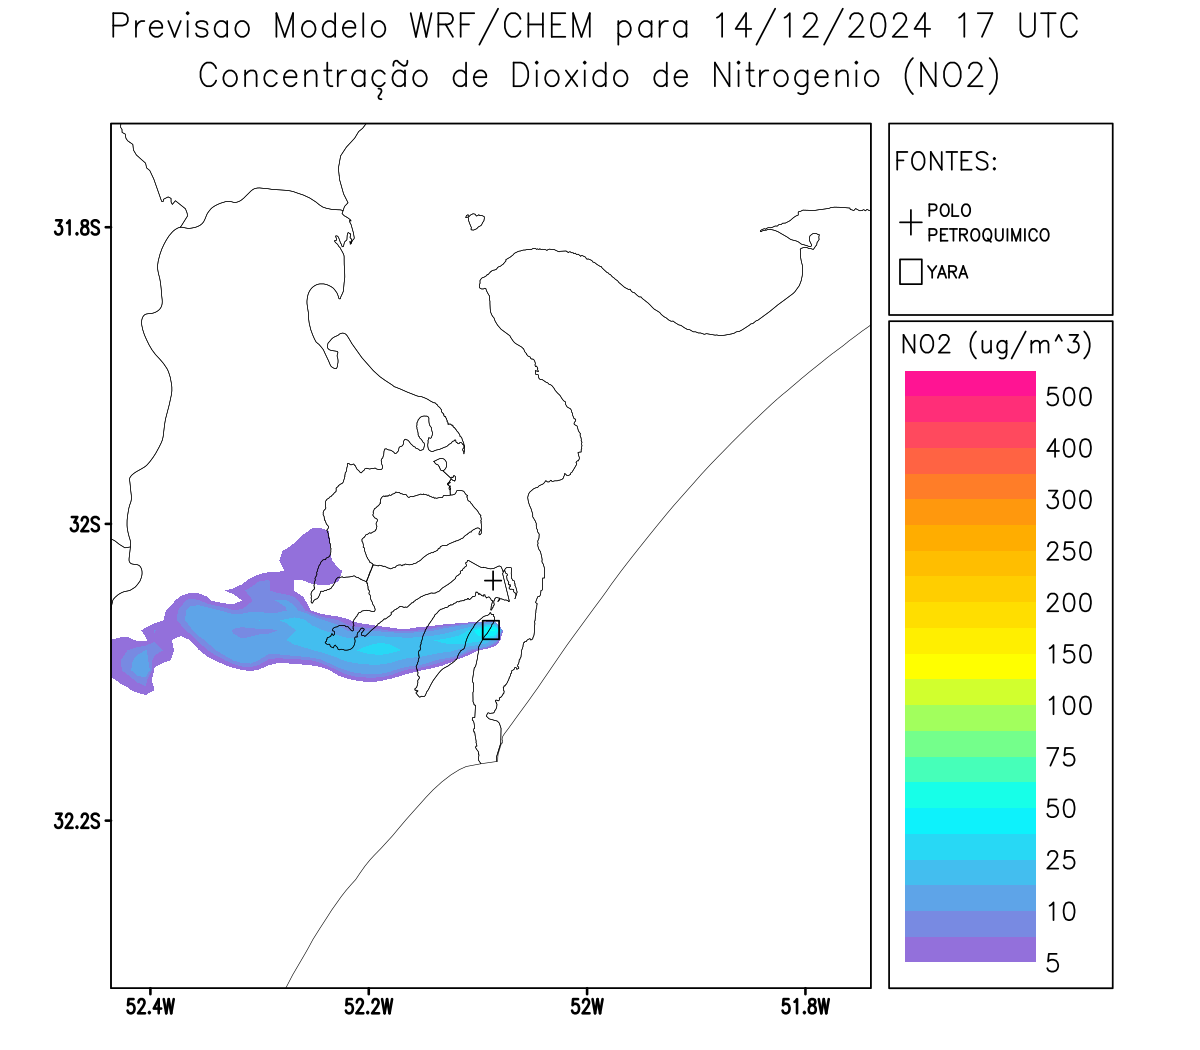 Previsao Modelo WRF/CHEM para 14/12/2024 17 UTC
Concentração de Dioxido de Nitrogenio (NO2)
FONTES:
POLO
PETROQUIMICO
YARA
31.8S
32S
32.2S
52.4W
52.2W
52W
51.8W
NO2 (ug/m^3)
500
400
300
250
200
150
100
75
50
25
10
5